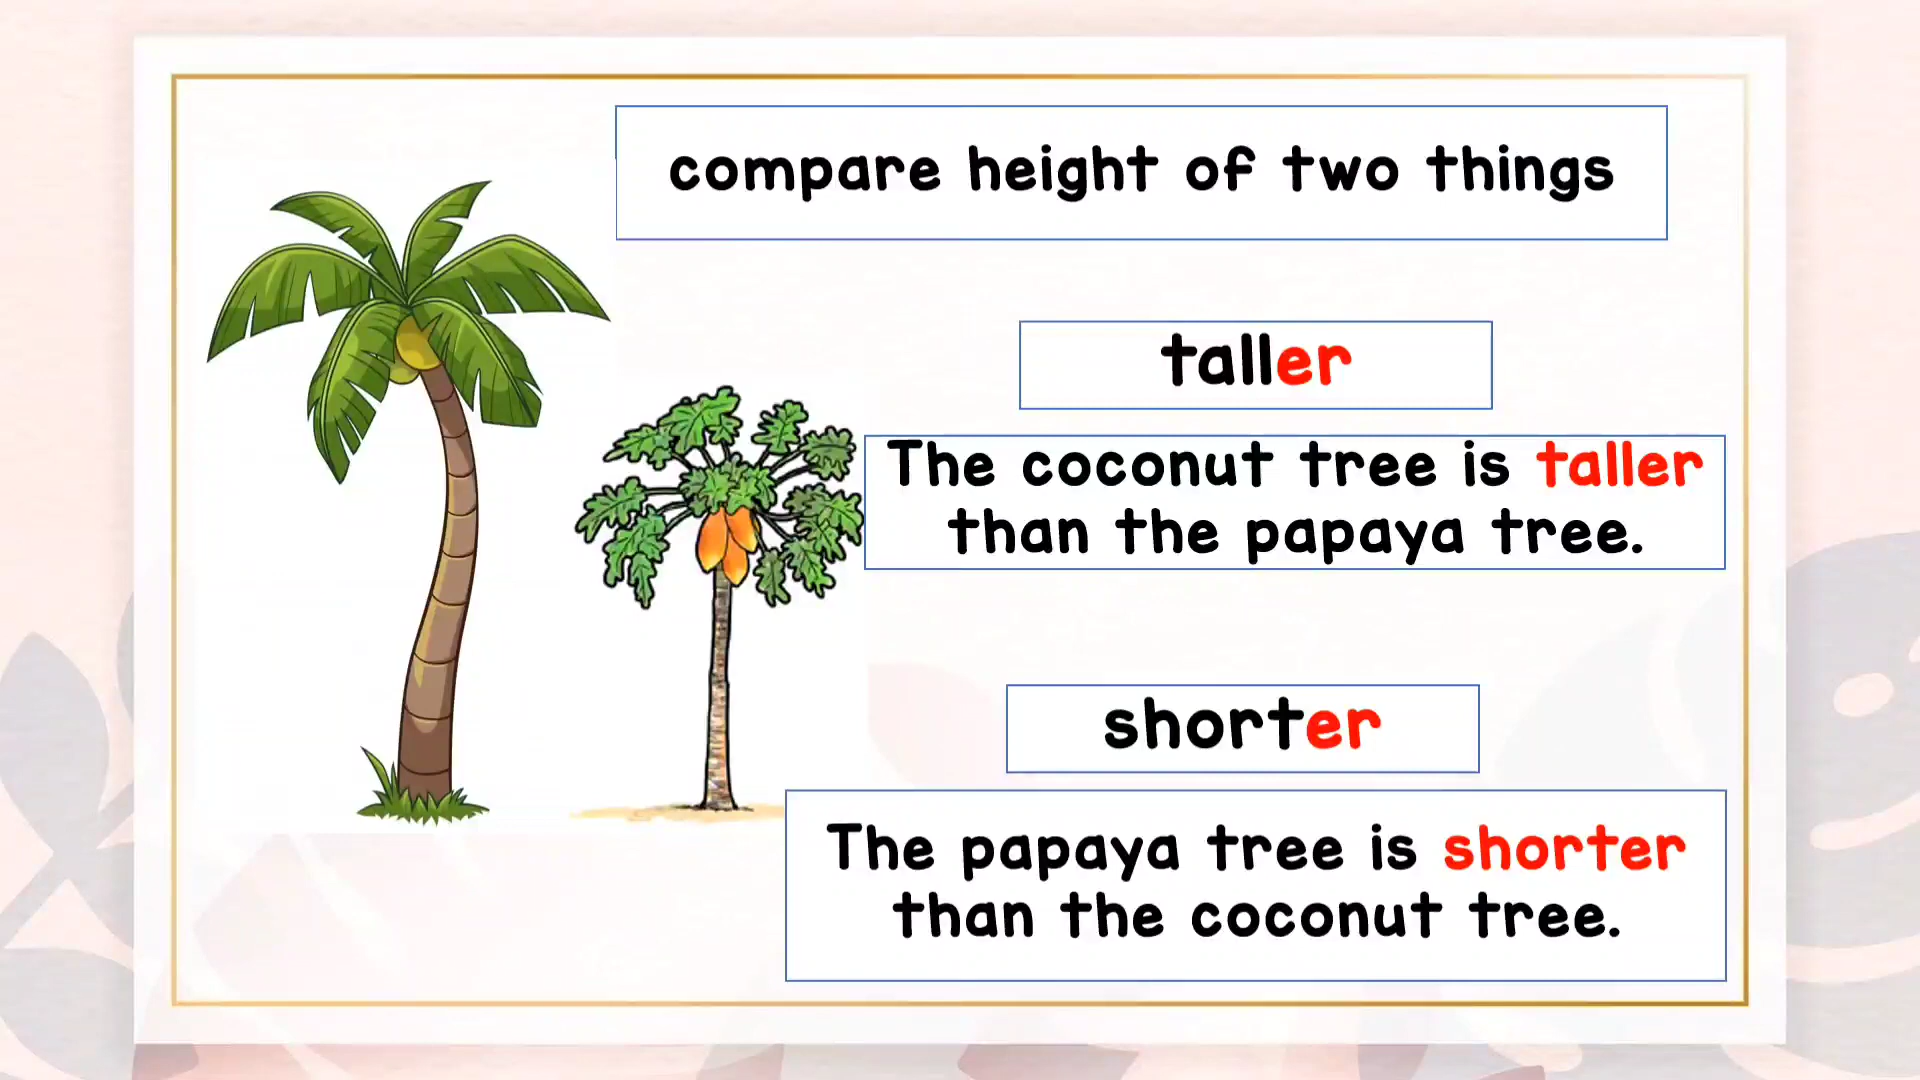 compare height of two things
taller
The coconut tree is taller
than the papaya tree.
shorter
The papaya tree is shorter
than the coconut tree.